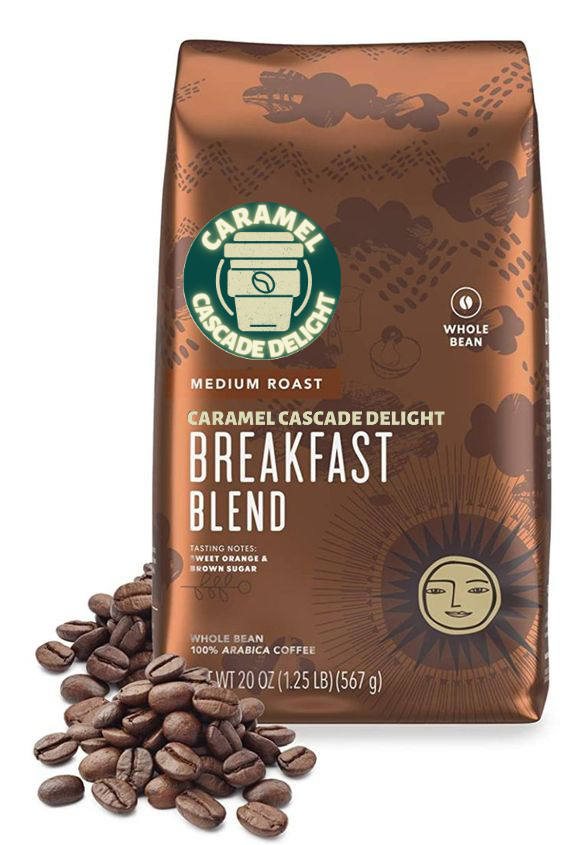 CARAMEL
CASCADE DELIGHT
WHOLE
BEAN
MEDIUM ROAST
CARAMEL CASCADE DELIGHT
BREAKFAST
BLEND
TASTING NOTES:
SWEET ORANGE &
BROWN SUGAR
WHOLE BEAN
100% ARABICA COFFEE
WT 20 OZ (1.25 LB) (567 g)